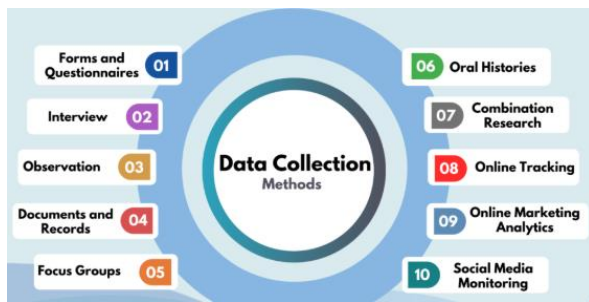 Forms and
Questionnaires 01
Interview 02
Observation 03
Documents and
Records 04
Focus Groups 05
Data Collection
Methods
06 Oral Histories
07 Combination
Research
08 Online Tracking
09 Online Marketing
Analytics
10 Social Media
Monitoring